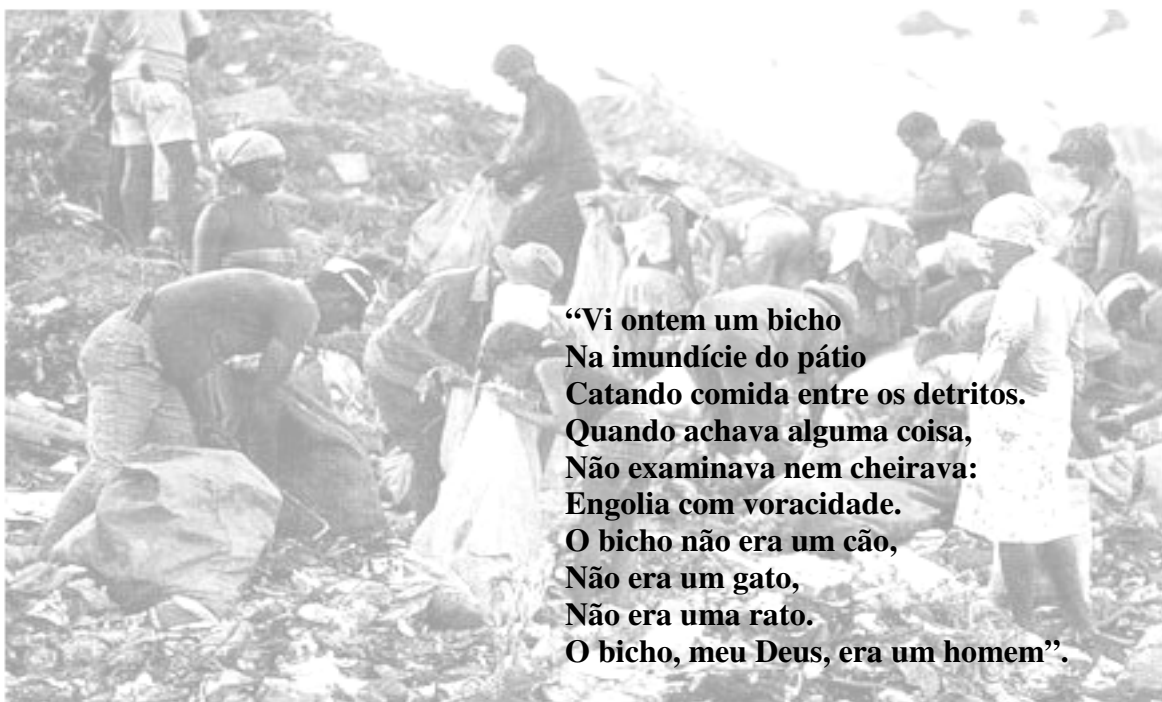 “Vi ontem um bicho
Na imundície do pátio
Catando comida entre os detritos.
Quando achava alguma coisa,
Não examinava nem cheirava:
Engolia com voracidade.
O bicho não era um cão,
Não era um gato,
Não era uma rato.
O bicho, meu Deus, era um homem”.